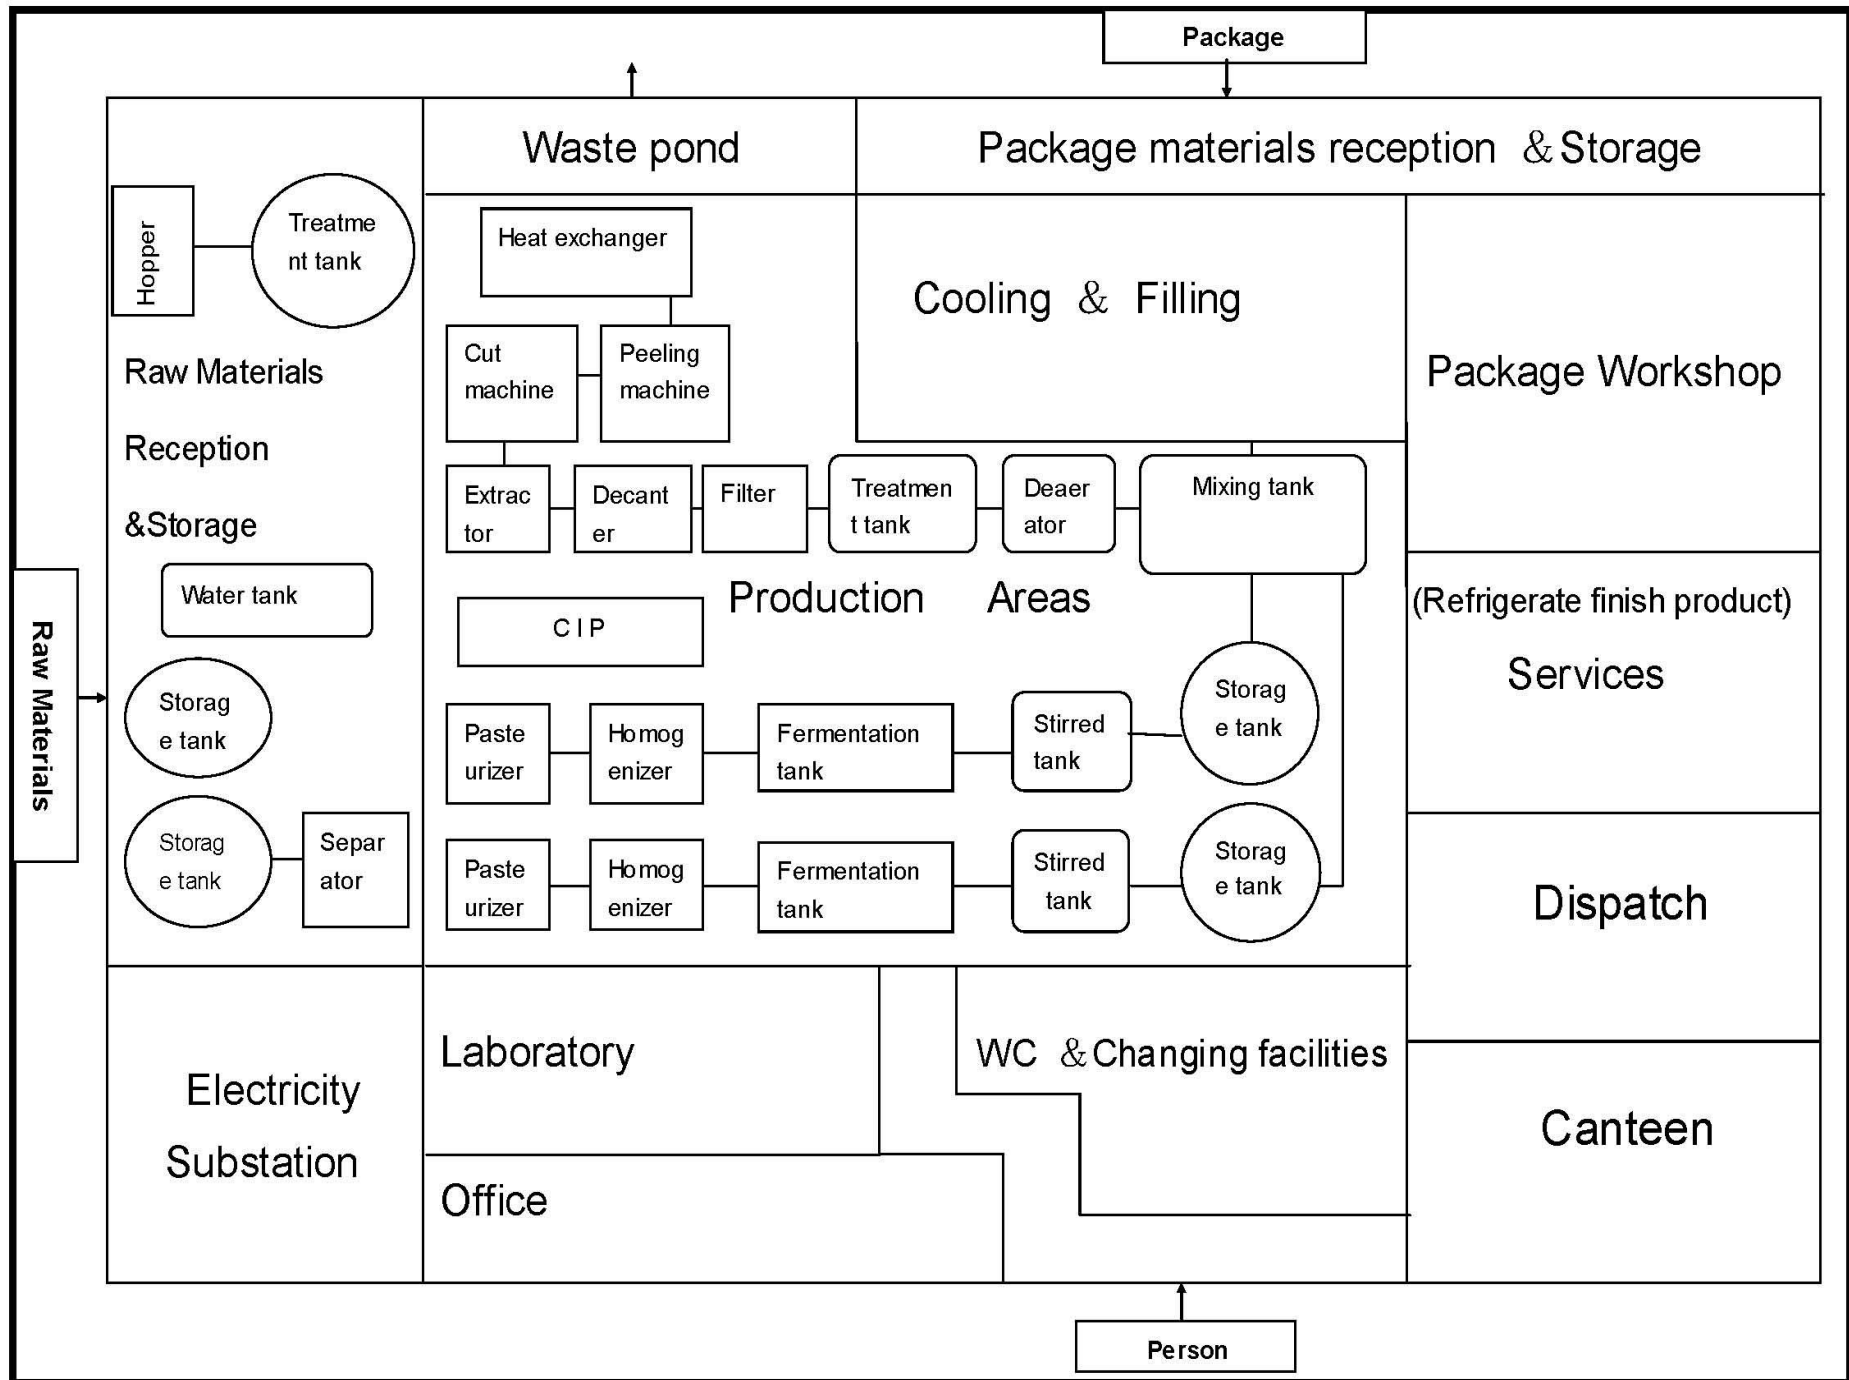 Package
Waste pond
Package materials reception & Storage
Hopper
Treatme
nt tank
Raw Materials
Reception
&Storage
Water tank
Storag
e tank
Storag
e tank
Separ
ator
Raw Materials
Heat exchanger
Cut
machine
Peeling
machine
Cooling & Filling
Package Workshop
Extrac
tor
Decant
er
Filter
Treatmen
t tank
Deaer
ator
Mixing tank
Production Areas
C I P
(Refrigerate finish product)
Services
Paste
urizer
Homog
enizer
Fermentation
tank
Stirred
tank
Storag
e tank
Paste
urizer
Homog
enizer
Fermentation
tank
Stirred
tank
Storag
e tank
Dispatch
Electricity
Substation
Laboratory
Office
WC & Changing facilities
Canteen
Person